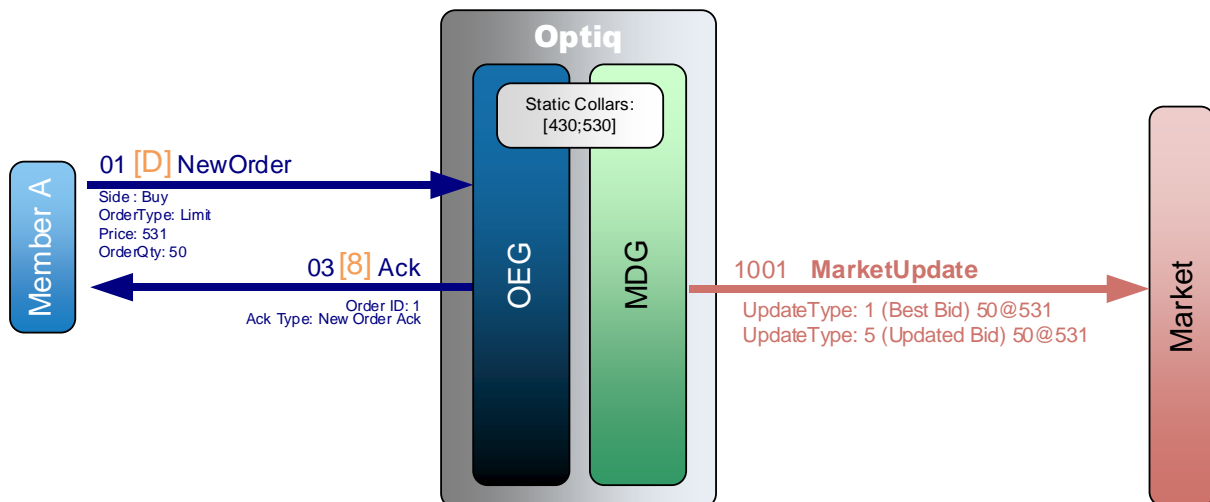 Optiq
Static Collars:
[430;530]
01 [D] NewOrder
Side : Buy
OrderType: Limit
Price: 531
OrderQty: 50
Member A
03 [8] Ack
Order ID: 1
Ack Type: New Order Ack
OEG
MDG
1001 MarketUpdate
UpdateType: 1 (Best Bid) 50@531
UpdateType: 5 (Updated Bid) 50@531
Market